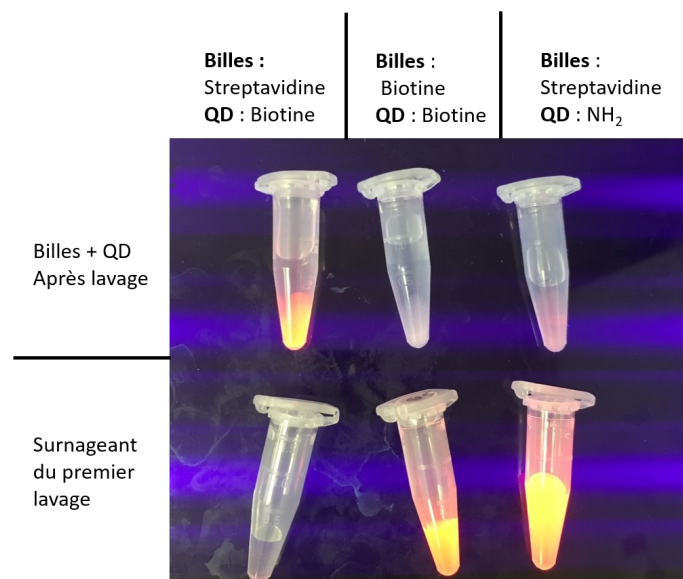 Billes :
Streptavidine
QD : Biotine
Billes :
Biotine
QD : Biotine
Billes :
Streptavidine
QD : NH₂
Billes + QD
Après lavage
Surnageant
du premier
lavage